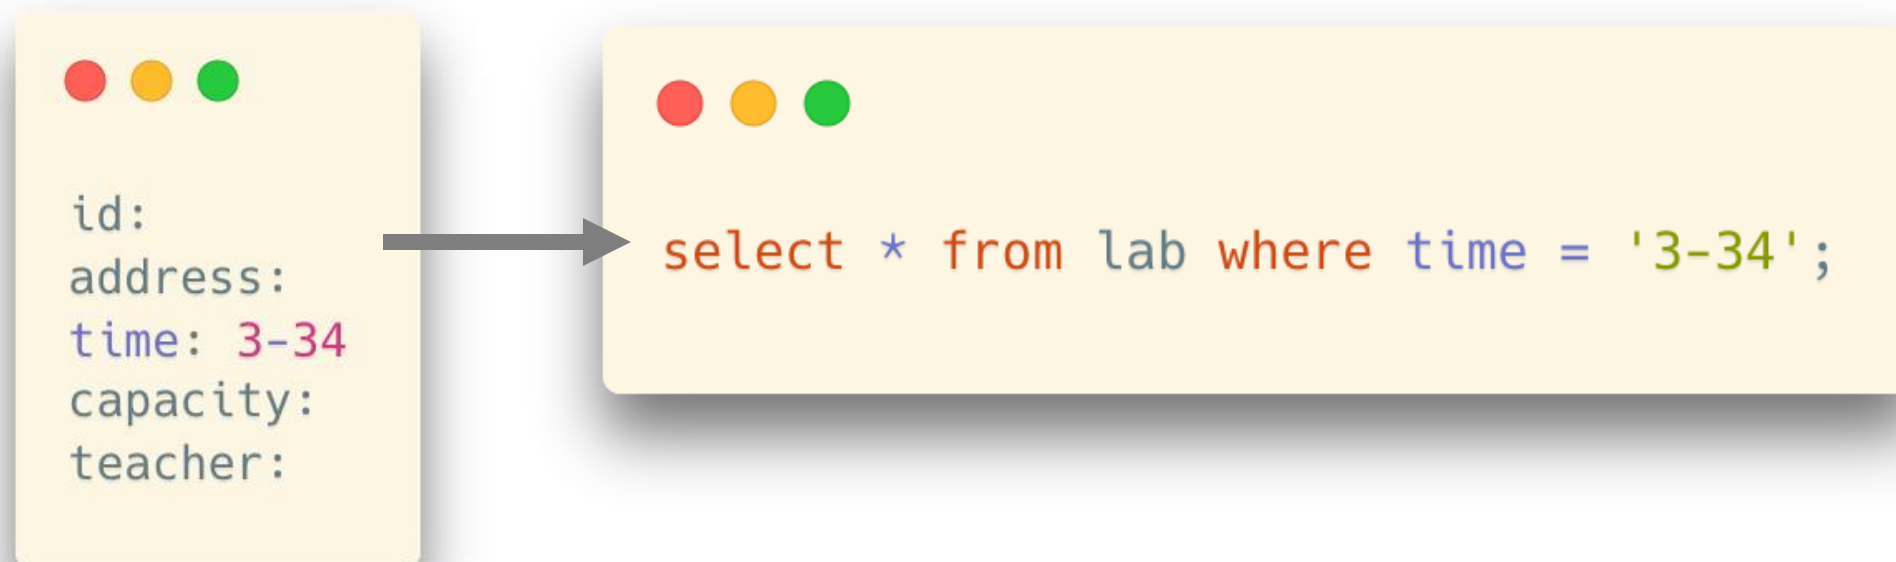 id:
address:
time: 3-34
capacity:
teacher:
select * from lab where time = '3-34';